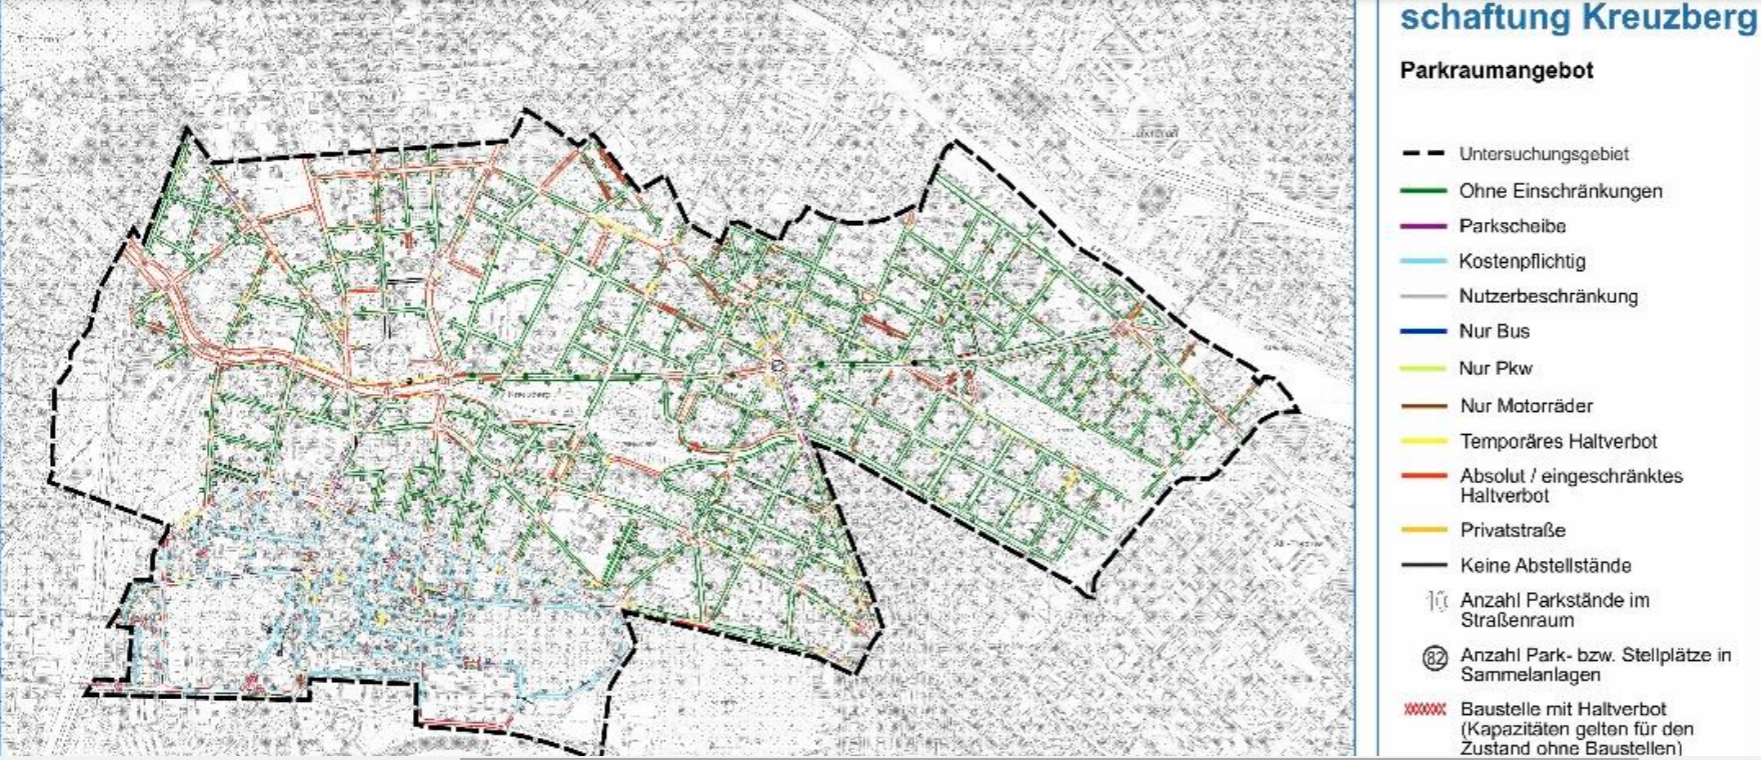 schaftung Kreuzberg
Parkraumangebot
Untersuchungsgebiet
Ohne Einschränkungen
Parkscheibe
Kostenpflichtig
Nutzerbeschränkung
Nur Bus
Nur Pkw
Nur Motorräder
Temporäres Haltverbot
Absolut / eingeschränktes
Haltverbot
Privatstraße
Keine Abstellstände
10 Anzahl Parkstände im
Straßenraum
82 Anzahl Park- bzw. Stellplätze in
Sammelanlagen
Baustelle mit Haltverbot
(Kapazitäten gelten für den
Zustand ohne Baustellen)
Kreuzberg